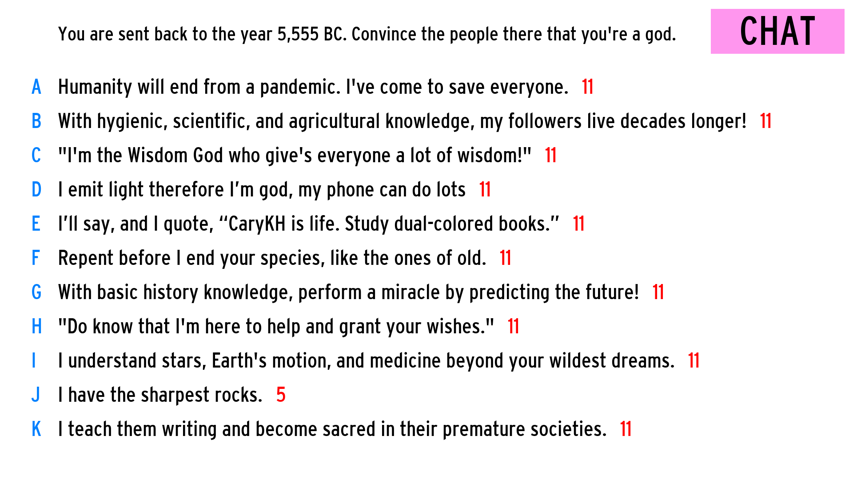 You are sent back to the year 5,555 BC. Convince the people there that you're a god.
CHAT
A Humanity will end from a pandemic. I've come to save everyone. 11
B With hygienic, scientific, and agricultural knowledge, my followers live decades longer! 11
C "I'm the Wisdom God who give's everyone a lot of wisdom!" 11
D I emit light therefore I’m god, my phone can do lots 11
E I’ll say, and I quote, “CaryKH is life. Study dual-colored books.” 11
F Repent before I end your species, like the ones of old. 11
G With basic history knowledge, perform a miracle by predicting the future! 11
H "Do know that I'm here to help and grant your wishes." 11
I I understand stars, Earth's motion, and medicine beyond your wildest dreams. 11
J I have the sharpest rocks. 5
K I teach them writing and become sacred in their premature societies. 11